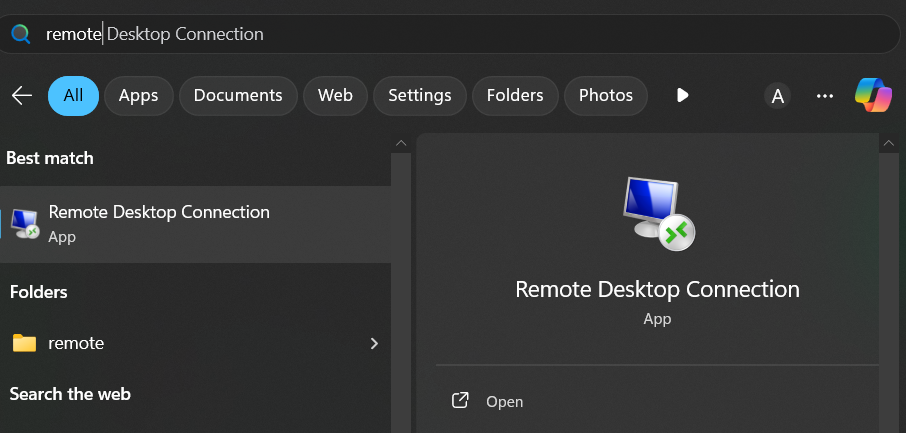 remote Desktop Connection
All Apps Documents Web Settings Folders Photos A ...
Best match
Remote Desktop Connection
App
Folders
remote
Search the web
Remote Desktop Connection
App
Open